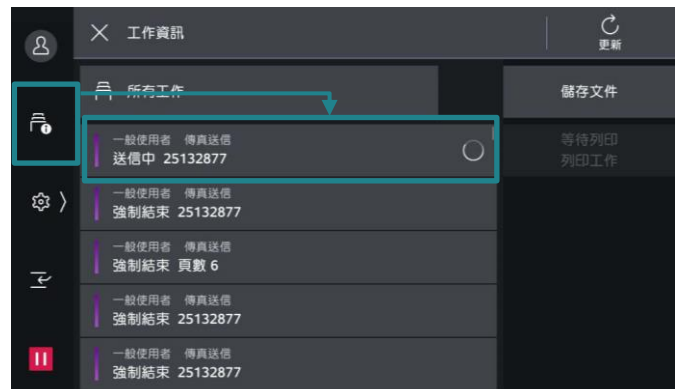 工作資訊
更新
所有工作
儲存文件
一般使用者 傳真送信
送信中 25132877
等待列印
列印工作
一般使用者 傳真送信
強制結束 25132877
一般使用者 傳真送信
強制結束 頁數 6
一般使用者 傳真送信
強制結束 25132877
一般使用者 傳真送信
強制結束 25132877